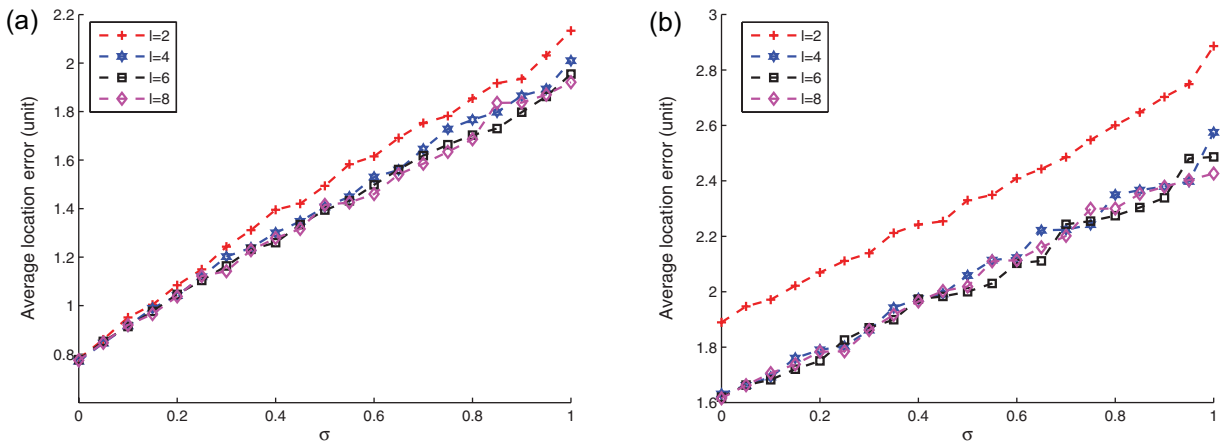 (a)
2.2
2
1.8
1.6
1.4
1.2
1
0.8
Average location error (unit)
l=2
l=4
l=6
l=8
0 0.2 0.4 0.6 0.8 1
σ
(b)
3
2.8
2.6
2.4
2.2
2
1.8
1.6
Average location error (unit)
l=2
l=4
l=6
l=8
0 0.2 0.4 0.6 0.8 1
σ